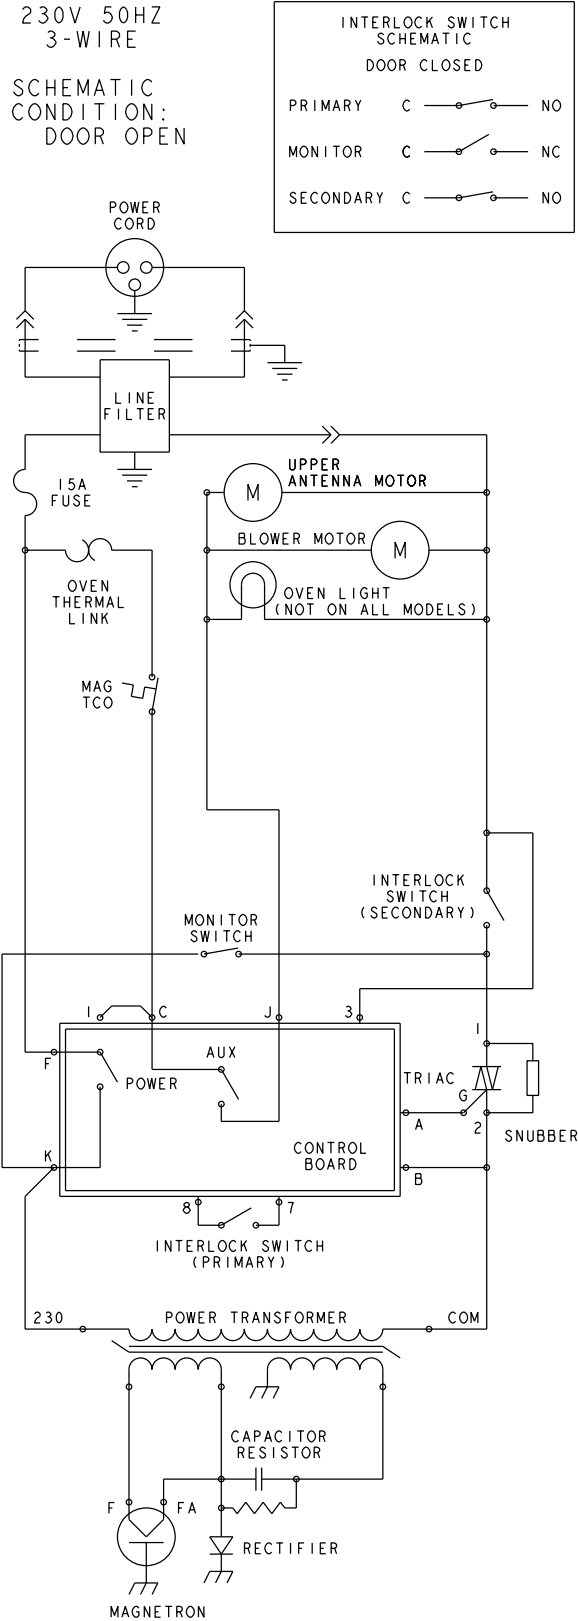 230V 50HZ
3-WIRE
SCHEMATIC
CONDITION:
DOOR OPEN
INTERLOCK SWITCH
SCHEMATIC
DOOR CLOSED
PRIMARY C NO
MONITOR C NC
SECONDARY C NO
POWER
CORD
LINE
FILTER
15A
FUSE
UPPER
ANTENNA MOTOR
M
BLOWER MOTOR
M
OVEN
THERMAL
LINK
OVEN LIGHT
(NOT ON ALL MODELS)
MAG
TCO
INTERLOCK
SWITCH
(SECONDARY)
MONITOR
SWITCH
1 C J 3
F
POWER
AUX
TRIAC
1
G
A
2
SNUBBER
CONTROL
BOARD
K
B
8 7
INTERLOCK SWITCH
(PRIMARY)
230 POWER TRANSFORMER COM
CAPACITOR
RESISTOR
F FA
RECTIFIER
MAGNETRON